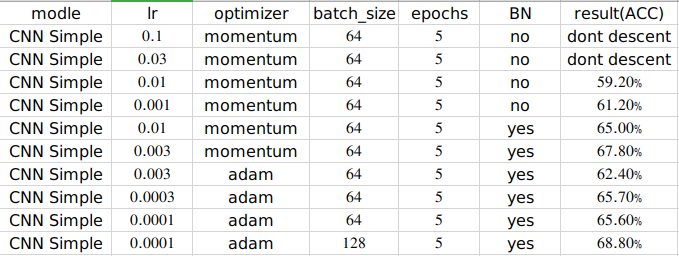 modle lr optimizer batch_size epochs BN result(ACC)
CNN Simple 0.1 momentum 64 5 no dont descent
CNN Simple 0.03 momentum 64 5 no dont descent
CNN Simple 0.01 momentum 64 5 no 59.20%
CNN Simple 0.001 momentum 64 5 no 61.20%
CNN Simple 0.01 momentum 64 5 yes 65.00%
CNN Simple 0.003 momentum 64 5 yes 67.80%
CNN Simple 0.003 adam 64 5 yes 62.40%
CNN Simple 0.0003 adam 64 5 yes 65.70%
CNN Simple 0.0001 adam 64 5 yes 65.60%
CNN Simple 0.0001 adam 128 5 yes 68.80%